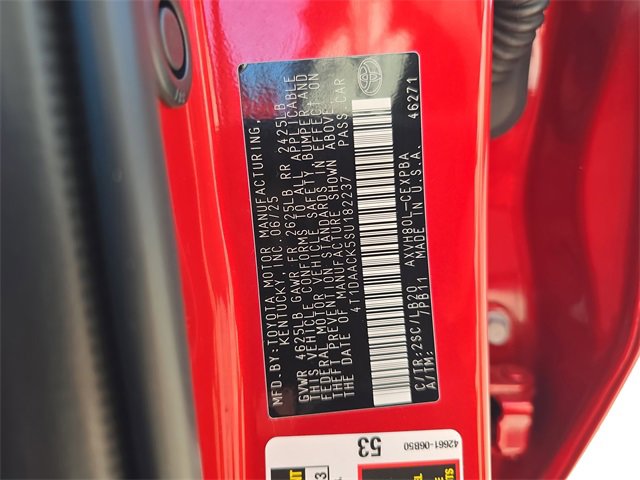 MFD.BY: TOYOTA MOTOR MANUFACTURING,
KENTUCKY, INC. 06/25
GVWR 4625LB GAWR FR 2625LB RR 2425LB
THIS VEHICLE CONFORMS TO ALL APPLICABLE
FEDERAL MOTOR VEHICLE SAFETY, BUMPER AND
THEFT PREVENTION STANDARDS IN EFFECT ON
THE DATE OF MANUFACTURE SHOWN ABOVE.
4T1DAACK5SU182237 PASS.CAR
C/TR: 2SC/LB20 AXVH80L-CEXPBA
A/TM: 7PB11 MADE IN U.S.A. 46271
53
42661-06B50